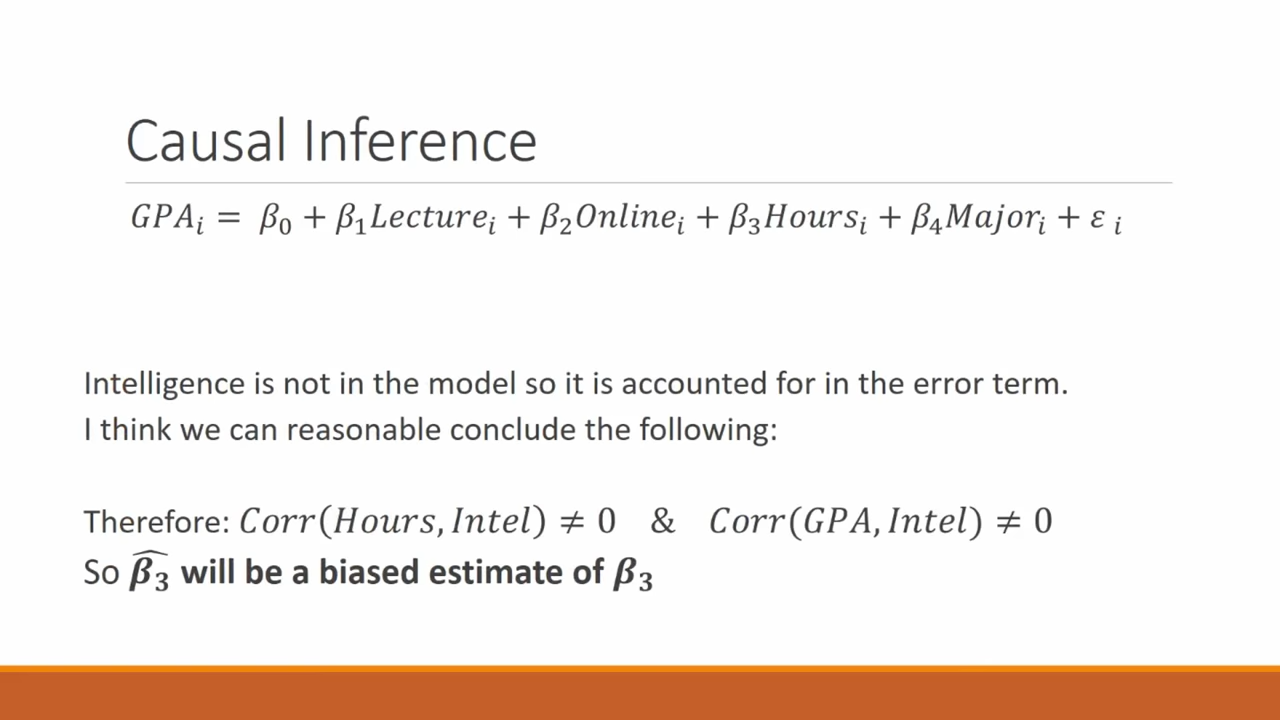 Causal Inference
GPAᵢ = β₀ + β₁Lectureᵢ + β₂Onlineᵢ + β₃Hoursᵢ + β₄Majorᵢ + ε ᵢ
Intelligence is not in the model so it is accounted for in the error term.
I think we can reasonable conclude the following:
Therefore: Corr(Hours, Intel) ≠ 0 & Corr(GPA, Intel) ≠ 0
So β̂₃ will be a biased estimate of β₃